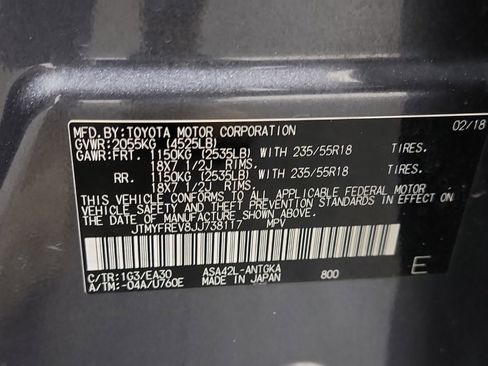 02/18
MFD. BY:TOYOTA MOTOR CORPORATION
GVWR:2055KG (4525LB)
GAWR:FRT. 1150KG (2535LB) WITH 235/55R18 TIRES.
18X7 1/2J RIMS.
RR. 1150KG (2535LB) WITH 235/55R18 TIRES.
18X7 1/2J RIMS.
THIS VEHICLE CONFORMS TO ALL APPLICABLE FEDERAL MOTOR
VEHICLE SAFETY AND THEFT PREVENTION STANDARDS IN EFFECT ON
THE DATE OF MANUFACTURE SHOWN ABOVE.
JTMYFREV8JJ738117 MPV
C/TR:1G3/EA30 ASA42L-ANTGKA 800 E
A/TM:-04A/U760E MADE IN JAPAN